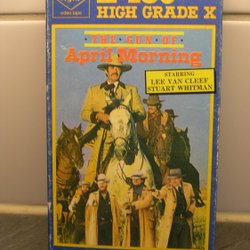 HIGH GRADE X
THE GUN OF
April Morning
STARRING
LEE VAN CLEEF
STUART WHITMAN